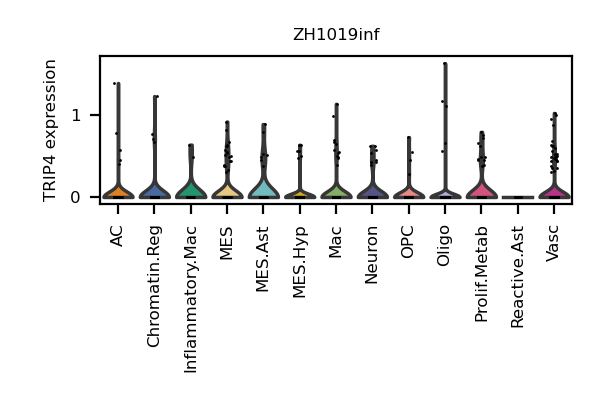 ZH1019inf
TRIP4 expression
1
0
AC
Chromatin.Reg
Inflammatory.Mac
MES
MES.Ast
MES.Hyp
Mac
Neuron
OPC
Oligo
Prolif.Metab
Reactive.Ast
Vasc